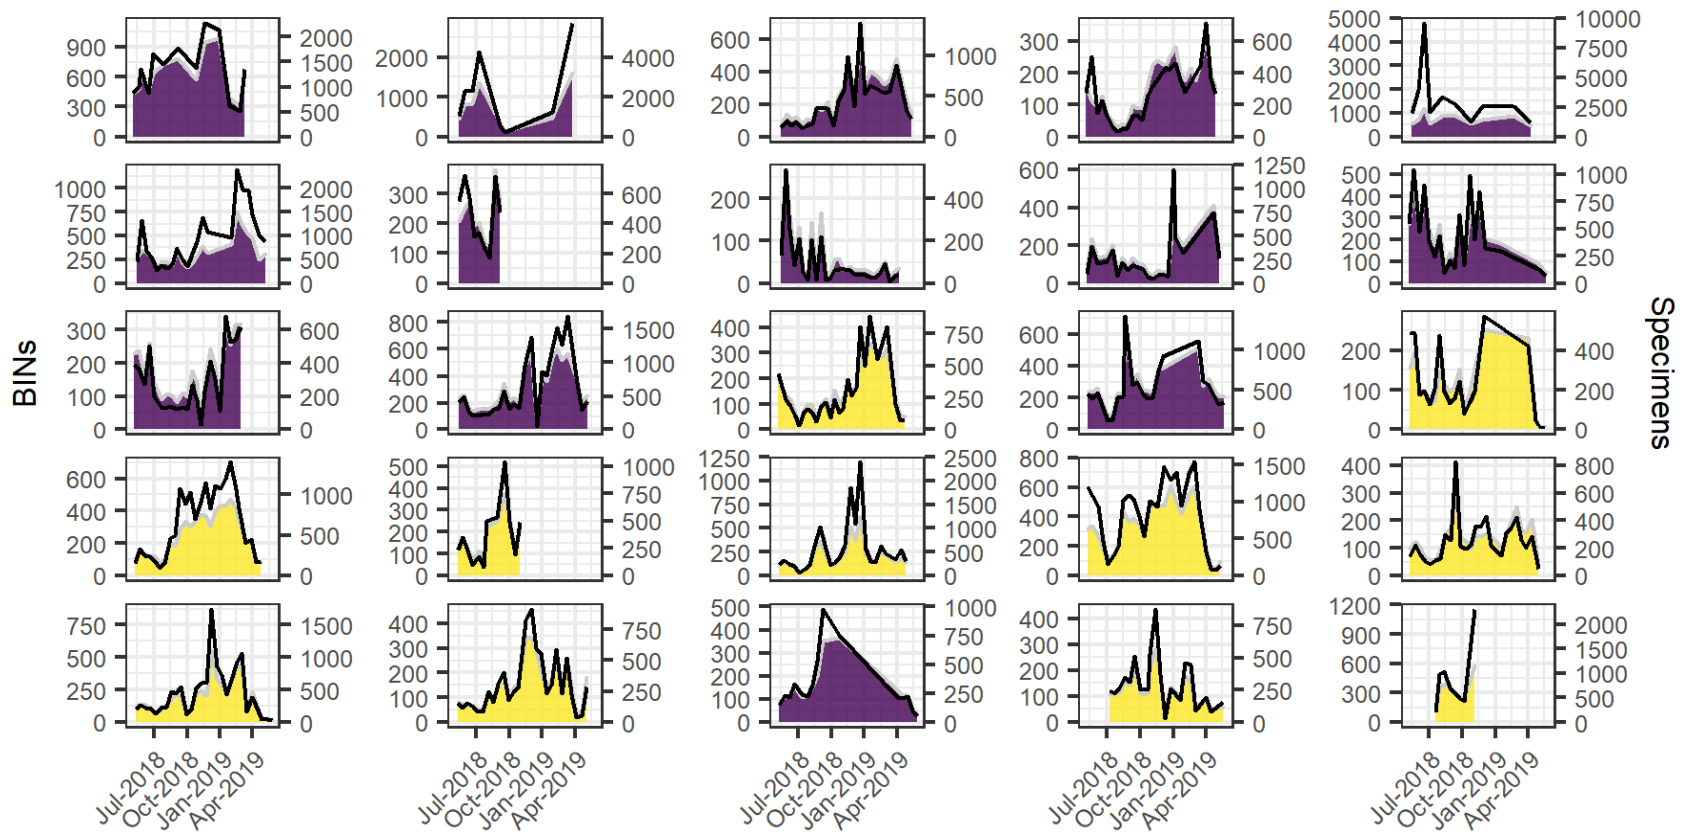 BINs
Specimens
900 600 300 0 2000 1500 1000 500 0
2000 1000 0 4000 2000 0
600 400 200 0 1000 500 0
300 200 100 0 600 400 200 0
5000 4000 3000 2000 1000 0 10000 7500 5000 2500 0
1000 750 500 250 0 2000 1500 1000 500 0
300 200 100 0 600 400 200 0
200 100 0 400 200 0
600 400 200 0 1250 1000 750 500 250 0
500 400 300 200 100 0 1000 750 500 250 0
300 200 100 0 600 400 200 0
800 600 400 200 0 1500 1000 500 0
400 300 200 100 0 750 500 250 0
600 400 200 0 1000 500 0
200 100 0 400 200 0
600 400 200 0 1000 500 0
500 400 300 200 100 0 1000 750 500 250 0
1250 1000 750 500 250 0 2500 2000 1500 1000 500 0
800 600 400 200 0 1500 1000 500 0
400 300 200 100 0 800 600 400 200 0
750 500 250 0 1500 1000 500 0
400 300 200 100 0 750 500 250 0
500 400 300 200 100 0 1000 750 500 250 0
400 300 200 100 0 750 500 250 0
1200 900 600 300 0 2000 1500 1000 500 0
Jul-2018 Oct-2018 Jan-2019 Apr-2019
Jul-2018 Oct-2018 Jan-2019 Apr-2019
Jul-2018 Oct-2018 Jan-2019 Apr-2019
Jul-2018 Oct-2018 Jan-2019 Apr-2019
Jul-2018 Oct-2018 Jan-2019 Apr-2019